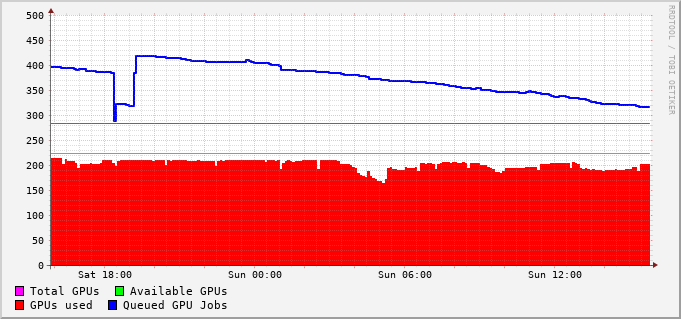 RRDTOOL / TOBI OETIKER
500
450
400
350
300
250
200
150
100
50
0
Sat 18:00 Sun 00:00 Sun 06:00 Sun 12:00
Total GPUs Available GPUs
GPUs used Queued GPU Jobs